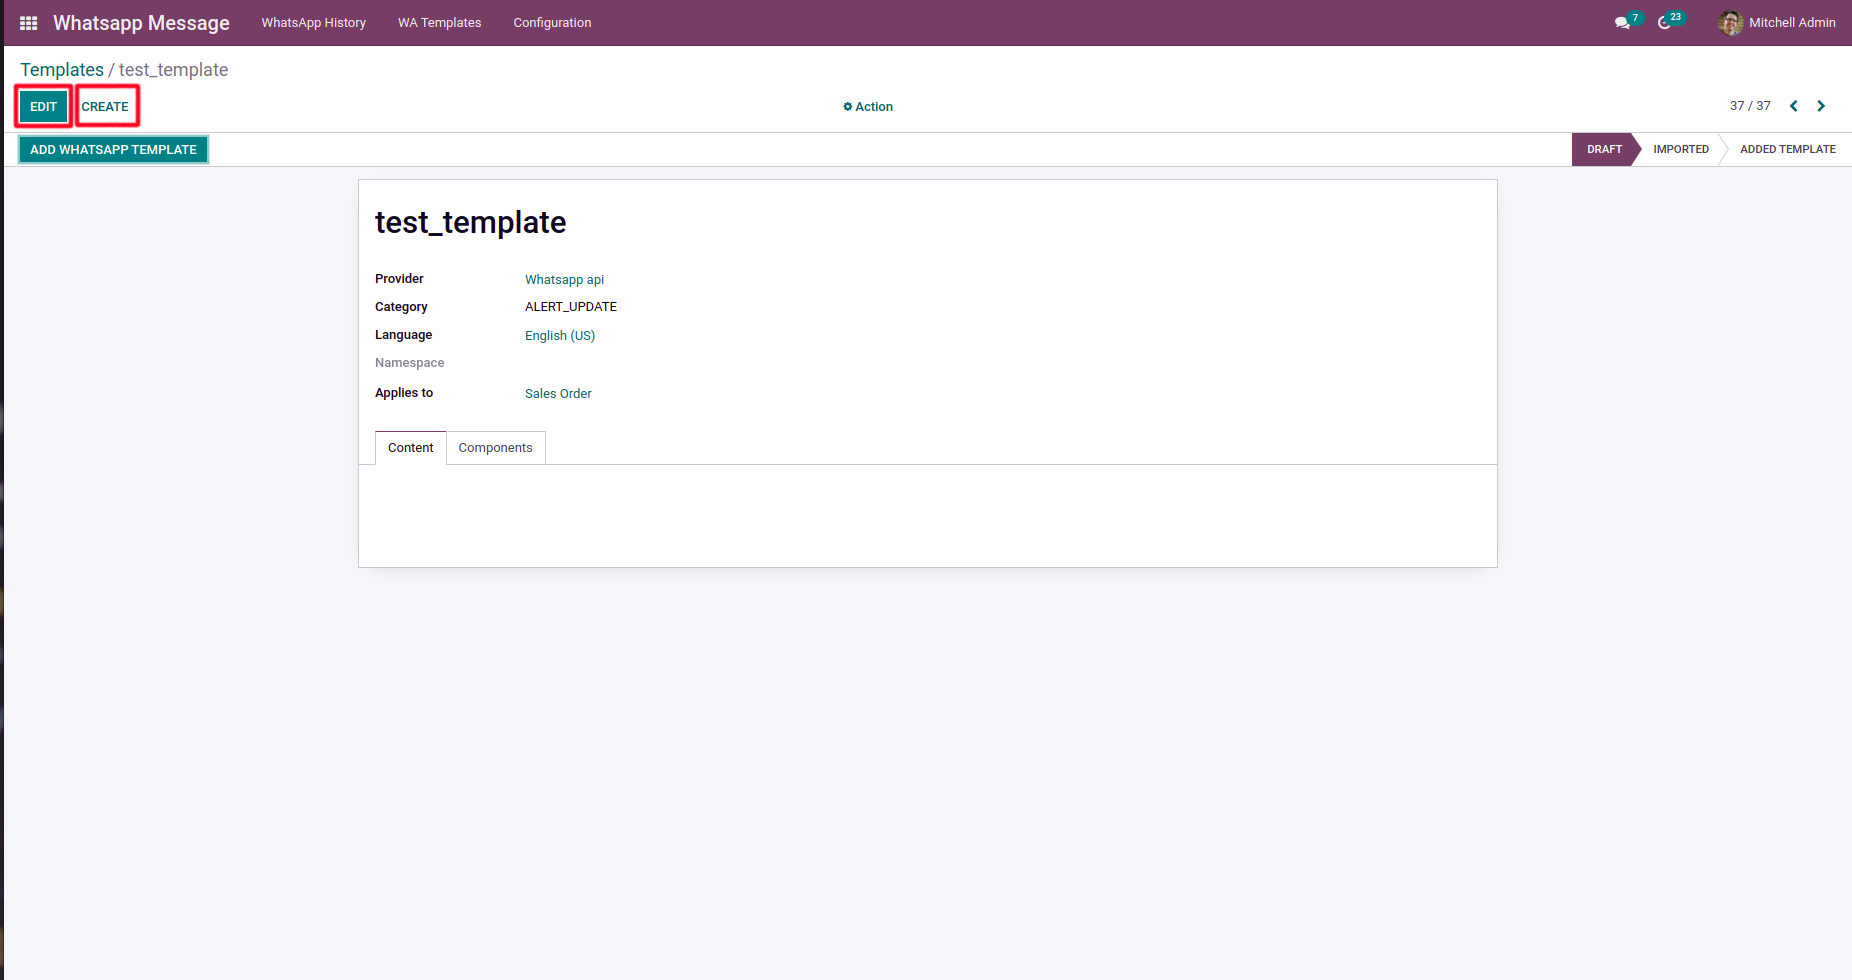 Whatsapp Message WhatsApp History WA Templates Configuration 7 23 Mitchell Admin
Templates / test_template
EDIT CREATE Action 37 / 37
ADD WHATSAPP TEMPLATE DRAFT IMPORTED ADDED TEMPLATE
test_template
Provider Whatsapp api
Category ALERT_UPDATE
Language English (US)
Namespace
Applies to Sales Order
Content Components